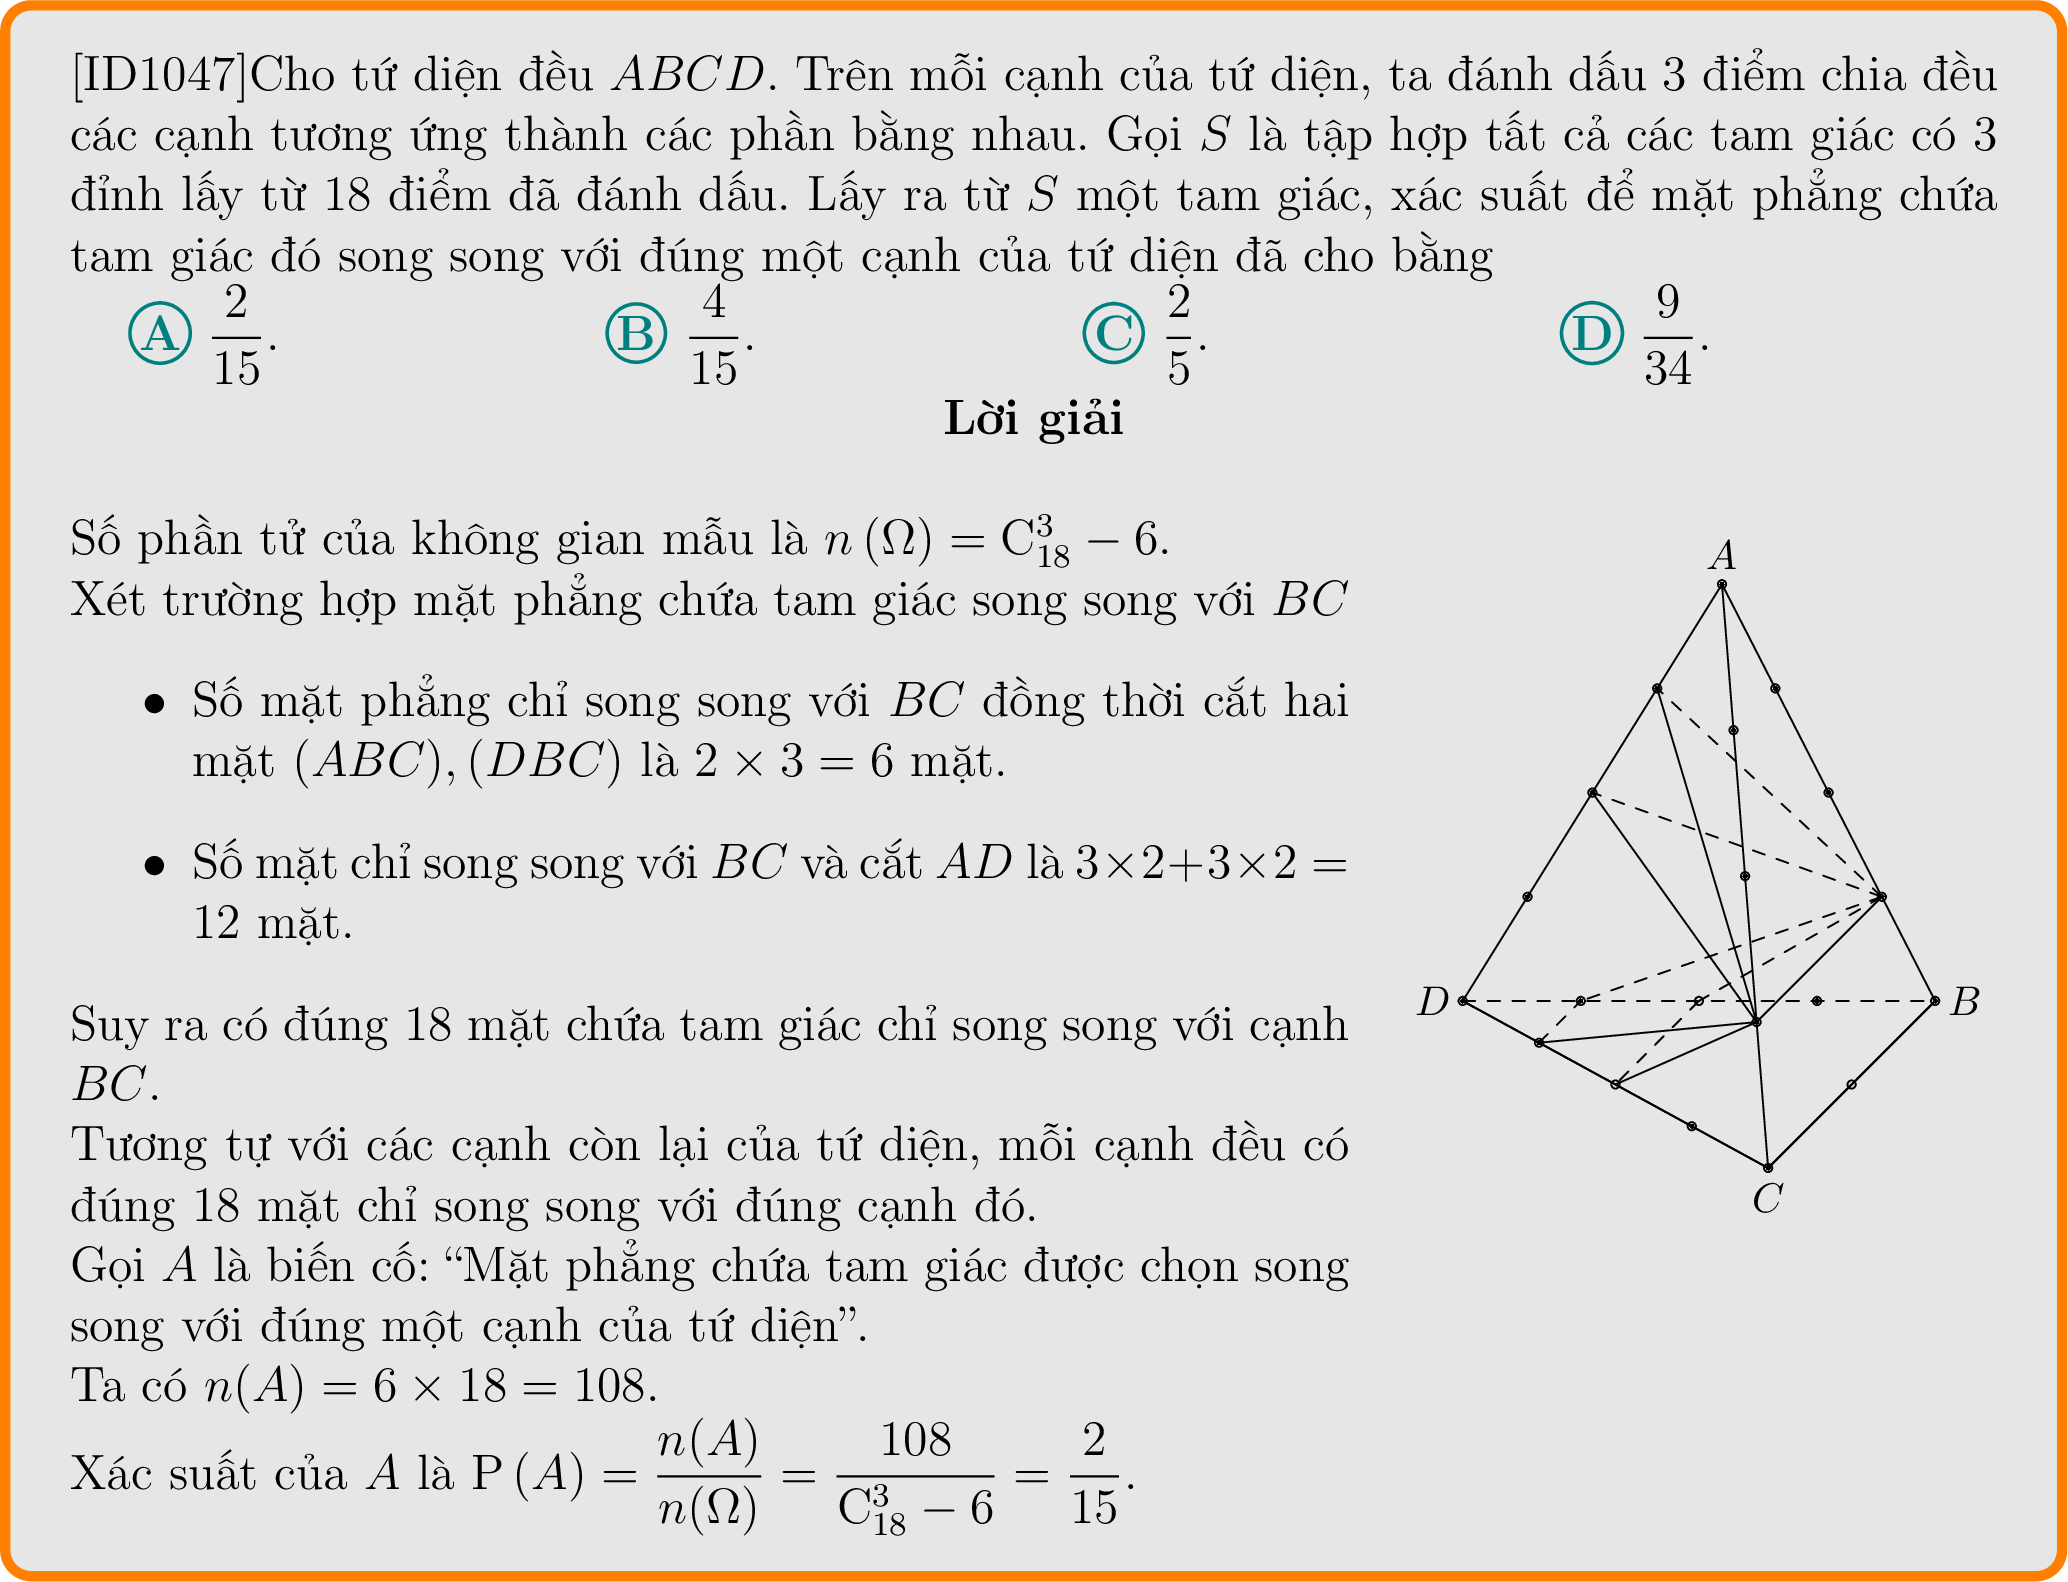 [ID1047]Cho tứ diện đều ABCD. Trên mỗi cạnh của tứ diện, ta đánh dấu 3 điểm chia đều
các cạnh tương ứng thành các phần bằng nhau. Gọi S là tập hợp tất cả các tam giác có 3
đỉnh lấy từ 18 điểm đã đánh dấu. Lấy ra từ S một tam giác, xác suất để mặt phẳng chứa
tam giác đó song song với đúng một cạnh của tứ diện đã cho bằng
A $\frac{2}{15}$. B $\frac{4}{15}$. C $\frac{2}{5}$. D $\frac{9}{34}$.
Lời giải
Số phần tử của không gian mẫu là $n(\Omega) = \mathrm{C}_{18}^{3} - 6$.
Xét trường hợp mặt phẳng chứa tam giác song song với BC
• Số mặt phẳng chỉ song song với BC đồng thời cắt hai
mặt (ABC), (DBC) là 2 × 3 = 6 mặt.
• Số mặt chỉ song song với BC và cắt AD là 3×2+3×2 =
12 mặt.
Suy ra có đúng 18 mặt chứa tam giác chỉ song song với cạnh
BC.
Tương tự với các cạnh còn lại của tứ diện, mỗi cạnh đều có
đúng 18 mặt chỉ song song với đúng cạnh đó.
Gọi A là biến cố: “Mặt phẳng chứa tam giác được chọn song
song với đúng một cạnh của tứ diện”.
Ta có n(A) = 6 × 18 = 108.
Xác suất của A là $\mathrm{P}(A) = \frac{n(A)}{n(\Omega)} = \frac{108}{\mathrm{C}_{18}^{3} - 6} = \frac{2}{15}$.
A
D
B
C